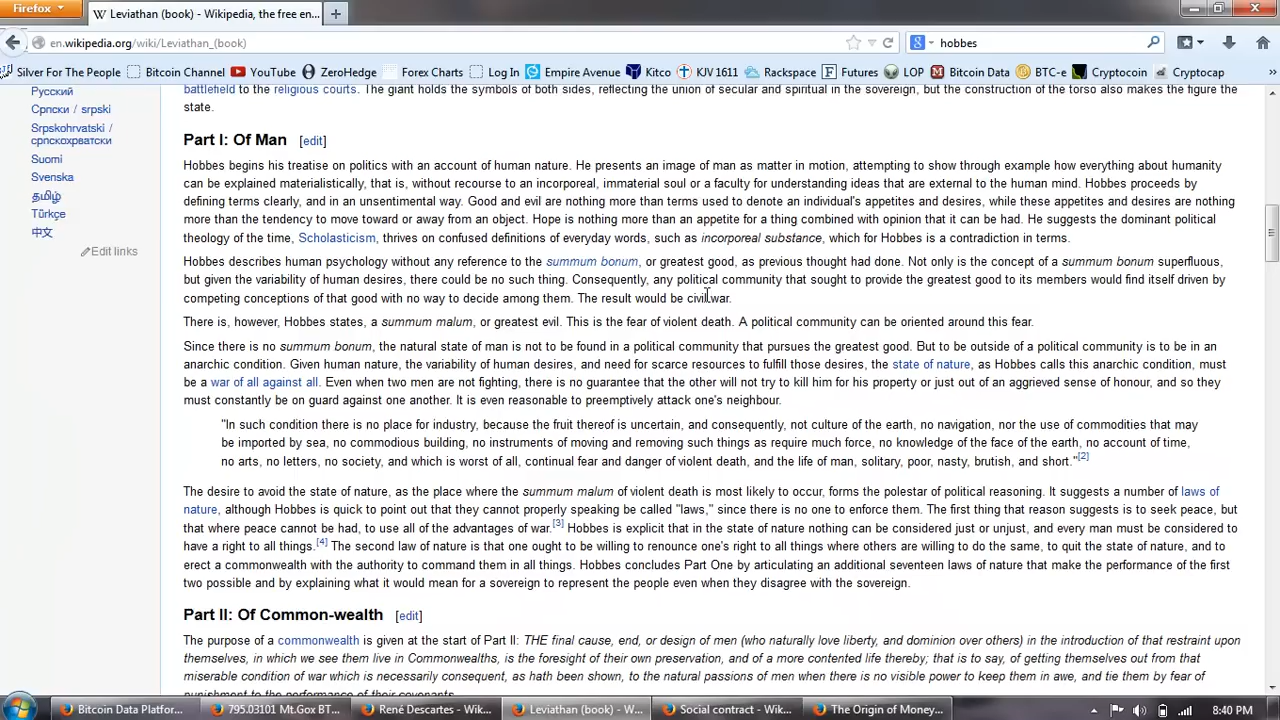 Firefox
Leviathan (book) - Wikipedia, the free en...
en.wikipedia.org/wiki/Leviathan_(book)
hobbes
Silver For The People Bitcoin Channel YouTube ZeroHedge Forex Charts Log In Empire Avenue Kitco KJV 1611 Rackspace Futures LOP Bitcoin Data BTC-e Cryptocoin Cryptocap
battlefield to the religious courts. The giant holds the symbols of both sides, reflecting the union of secular and spiritual in the sovereign, but the construction of the torso also makes the figure the
state.
Русский
Српски / srpski
Srpskohrvatski /
српскохрватски
Suomi
Svenska
தமிழ்
Türkçe
中文
Edit links
Part I: Of Man [edit]
Hobbes begins his treatise on politics with an account of human nature. He presents an image of man as matter in motion, attempting to show through example how everything about humanity
can be explained materialistically, that is, without recourse to an incorporeal, immaterial soul or a faculty for understanding ideas that are external to the human mind. Hobbes proceeds by
defining terms clearly, and in an unsentimental way. Good and evil are nothing more than terms used to denote an individual's appetites and desires, while these appetites and desires are nothing
more than the tendency to move toward or away from an object. Hope is nothing more than an appetite for a thing combined with opinion that it can be had. He suggests the dominant political
theology of the time, Scholasticism, thrives on confused definitions of everyday words, such as incorporeal substance, which for Hobbes is a contradiction in terms.
Hobbes describes human psychology without any reference to the summum bonum, or greatest good, as previous thought had done. Not only is the concept of a summum bonum superfluous,
but given the variability of human desires, there could be no such thing. Consequently, any political community that sought to provide the greatest good to its members would find itself driven by
competing conceptions of that good with no way to decide among them. The result would be civil war.
There is, however, Hobbes states, a summum malum, or greatest evil. This is the fear of violent death. A political community can be oriented around this fear.
Since there is no summum bonum, the natural state of man is not to be found in a political community that pursues the greatest good. But to be outside of a political community is to be in an
anarchic condition. Given human nature, the variability of human desires, and need for scarce resources to fulfill those desires, the state of nature, as Hobbes calls this anarchic condition, must
be a war of all against all. Even when two men are not fighting, there is no guarantee that the other will not try to kill him for his property or just out of an aggrieved sense of honour, and so they
must constantly be on guard against one another. It is even reasonable to preemptively attack one's neighbour.
"In such condition there is no place for industry, because the fruit thereof is uncertain, and consequently, not culture of the earth, no navigation, nor the use of commodities that may
be imported by sea, no commodious building, no instruments of moving and removing such things as require much force, no knowledge of the face of the earth, no account of time,
no arts, no letters, no society, and which is worst of all, continual fear and danger of violent death, and the life of man, solitary, poor, nasty, brutish, and short."[2]
The desire to avoid the state of nature, as the place where the summum malum of violent death is most likely to occur, forms the polestar of political reasoning. It suggests a number of laws of
nature, although Hobbes is quick to point out that they cannot properly speaking be called "laws," since there is no one to enforce them. The first thing that reason suggests is to seek peace, but
that where peace cannot be had, to use all of the advantages of war.[3] Hobbes is explicit that in the state of nature nothing can be considered just or unjust, and every man must be considered to
have a right to all things.[4] The second law of nature is that one ought to be willing to renounce one's right to all things where others are willing to do the same, to quit the state of nature, and to
erect a commonwealth with the authority to command them in all things. Hobbes concludes Part One by articulating an additional seventeen laws of nature that make the performance of the first
two possible and by explaining what it would mean for a sovereign to represent the people even when they disagree with the sovereign.
Part II: Of Common-wealth [edit]
The purpose of a commonwealth is given at the start of Part II: THE final cause, end, or design of men (who naturally love liberty, and dominion over others) in the introduction of that restraint upon
themselves, in which we see them live in Commonwealths, is the foresight of their own preservation, and of a more contented life thereby; that is to say, of getting themselves out from that
miserable condition of war which is necessarily consequent, as hath been shown, to the natural passions of men when there is no visible power to keep them in awe, and tie them by fear of
punishment to the performance of their covenants
Bitcoin Data Platfor... 795.03101 Mt.Gox BT... René Descartes - Wik... Leviathan (book) - W... Social contract - Wik... The Origin of Money... 8:40 PM